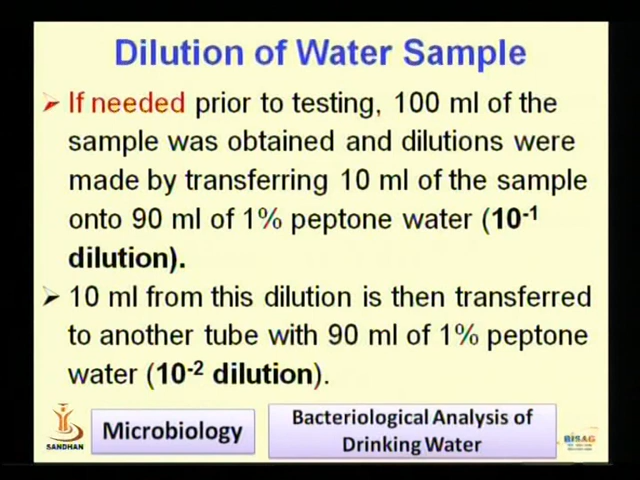 Dilution of Water Sample
➢ If needed prior to testing, 100 ml of the
sample was obtained and dilutions were
made by transferring 10 ml of the sample
onto 90 ml of 1% peptone water (10⁻¹
dilution).
➢ 10 ml from this dilution is then transferred
to another tube with 90 ml of 1% peptone
water (10⁻² dilution).
SANDHAN
Microbiology
Bacteriological Analysis of
Drinking Water
BISAG